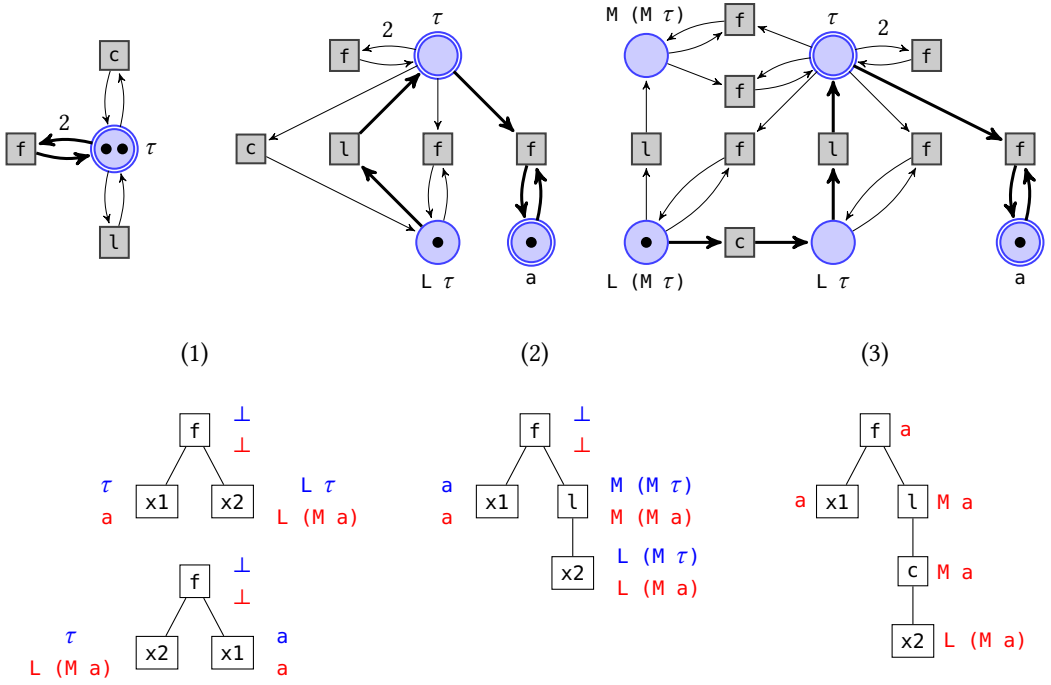 c
2
f
τ
l
τ
2
f
c
l
f
f
L τ
a
M (M τ)
f
τ
2
f
f
l
f
l
f
f
c
L (M τ)
L τ
a
(1)
(2)
(3)
f
⊥
⊥
τ
a
x1
x2
L τ
L (M a)
f
⊥
⊥
τ
L (M a)
x2
x1
a
a
f
⊥
⊥
a
a
x1
l
M (M τ)
M (M a)
x2
L (M τ)
L (M a)
f
a
a
x1
l
M a
c
M a
x2
L (M a)